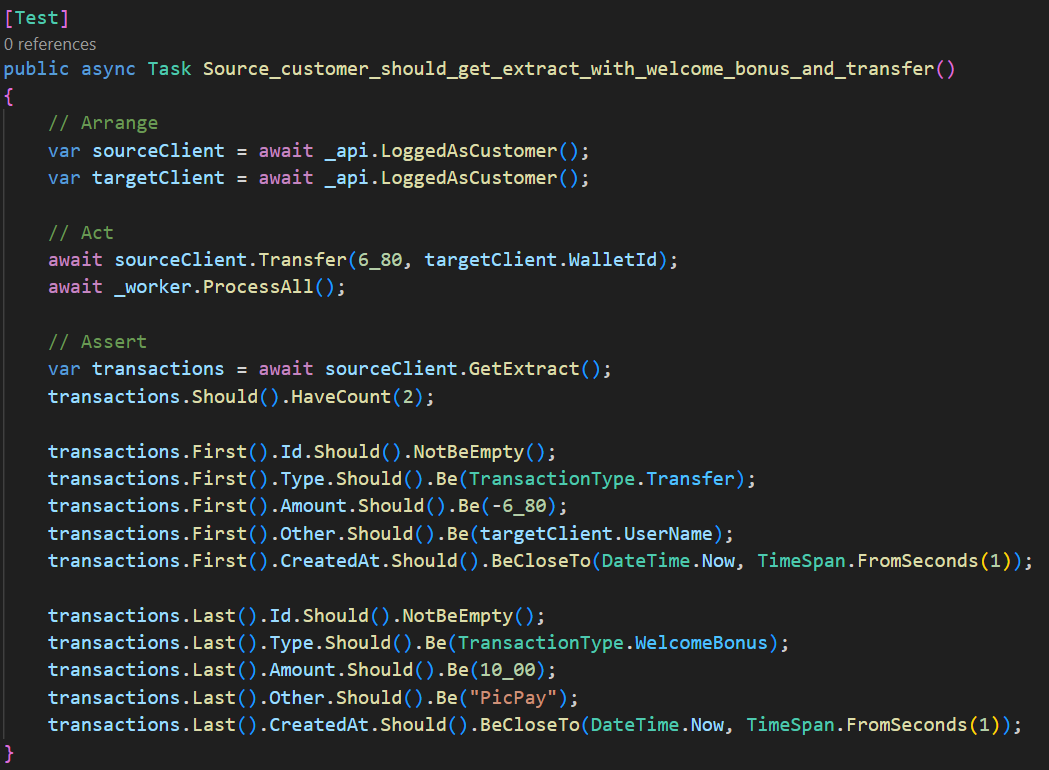 [Test]
0 references
public async Task Source_customer_should_get_extract_with_welcome_bonus_and_transfer()
{
    // Arrange
    var sourceClient = await _api.LoggedAsCustomer();
    var targetClient = await _api.LoggedAsCustomer();

    // Act
    await sourceClient.Transfer(6_80, targetClient.WalletId);
    await _worker.ProcessAll();

    // Assert
    var transactions = await sourceClient.GetExtract();
    transactions.Should().HaveCount(2);

    transactions.First().Id.Should().NotBeEmpty();
    transactions.First().Type.Should().Be(TransactionType.Transfer);
    transactions.First().Amount.Should().Be(-6_80);
    transactions.First().Other.Should().Be(targetClient.UserName);
    transactions.First().CreatedAt.Should().BeCloseTo(DateTime.Now, TimeSpan.FromSeconds(1));

    transactions.Last().Id.Should().NotBeEmpty();
    transactions.Last().Type.Should().Be(TransactionType.WelcomeBonus);
    transactions.Last().Amount.Should().Be(10_00);
    transactions.Last().Other.Should().Be("PicPay");
    transactions.Last().CreatedAt.Should().BeCloseTo(DateTime.Now, TimeSpan.FromSeconds(1));
}